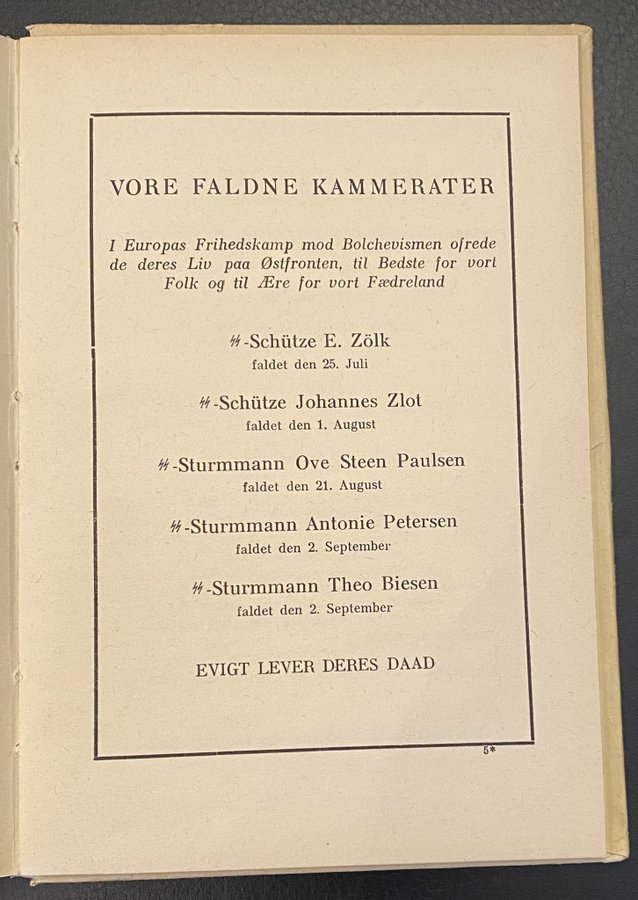 VORE FALDNE KAMMERATER
I Europas Frihedskamp mod Bolchevismen ofrede
de deres Liv paa Østfronten, til Bedste for vort
Folk og til Ære for vort Fædreland
ᛋᛋ-Schütze E. Zölk
faldet den 25. Juli
ᛋᛋ-Schütze Johannes Zlot
faldet den 1. August
ᛋᛋ-Sturmmann Ove Steen Paulsen
faldet den 21. August
ᛋᛋ-Sturmmann Antonie Petersen
faldet den 2. September
ᛋᛋ-Sturmmann Theo Biesen
faldet den 2. September
EVIGT LEVER DERES DAAD
5*